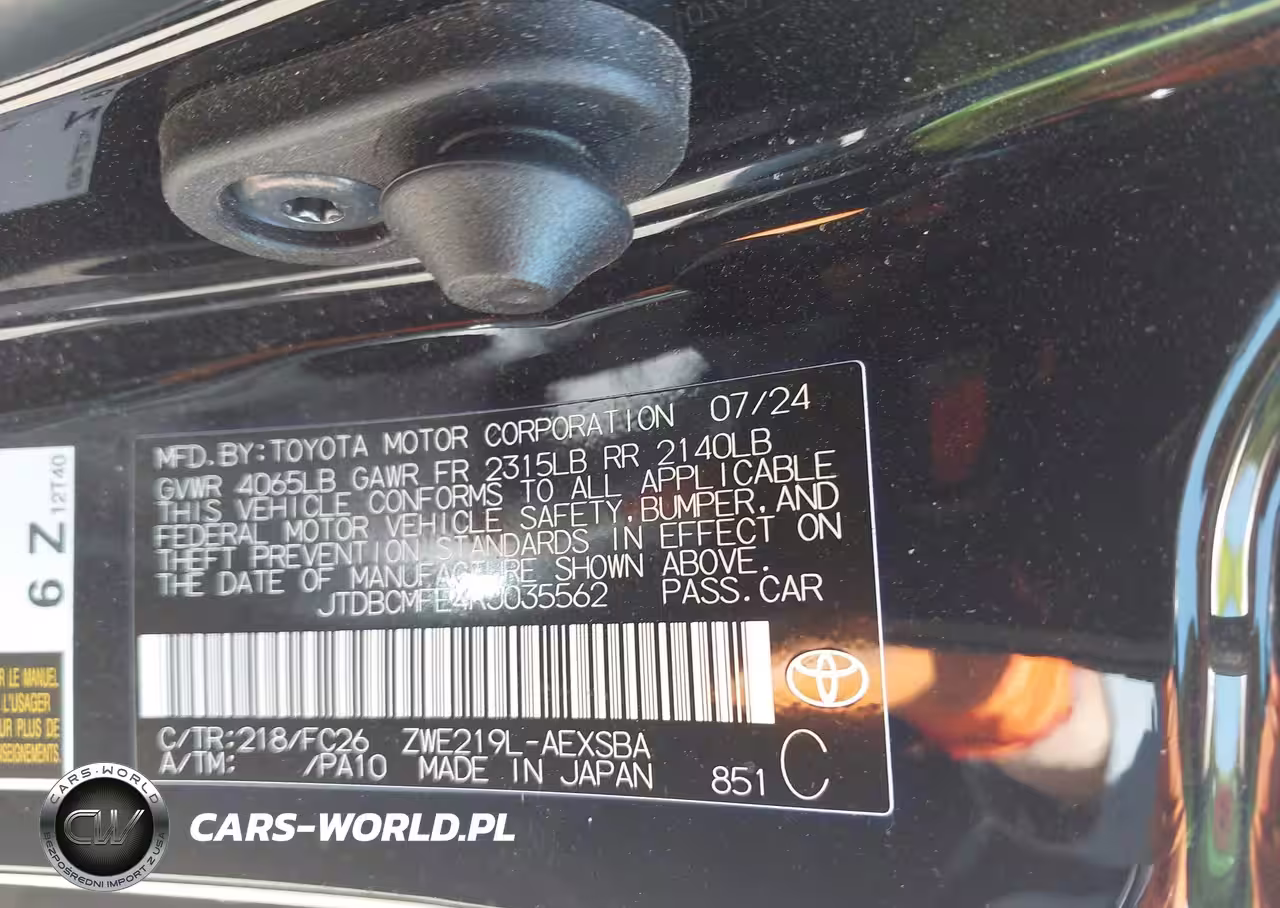 MFD.BY:TOYOTA MOTOR CORPORATION 07/24
GVWR 4065LB GAWR FR 2315LB RR 2140LB
THIS VEHICLE CONFORMS TO ALL APPLICABLE
FEDERAL MOTOR VEHICLE SAFETY,BUMPER,AND
THEFT PREVENTION STANDARDS IN EFFECT ON
THE DATE OF MANUFACTURE SHOWN ABOVE.
PASS.CAR
C/TR:218/FC26 ZWE219L-AEXSBA
A/TM: /PA10 MADE IN JAPAN
851 C
6 Z
12T40
LE MANUEL
L'USAGER
PLUS DE
CARS-WORLD
CW
BEZPOŚREDNI IMPORT Z USA
CARS-WORLD.PL